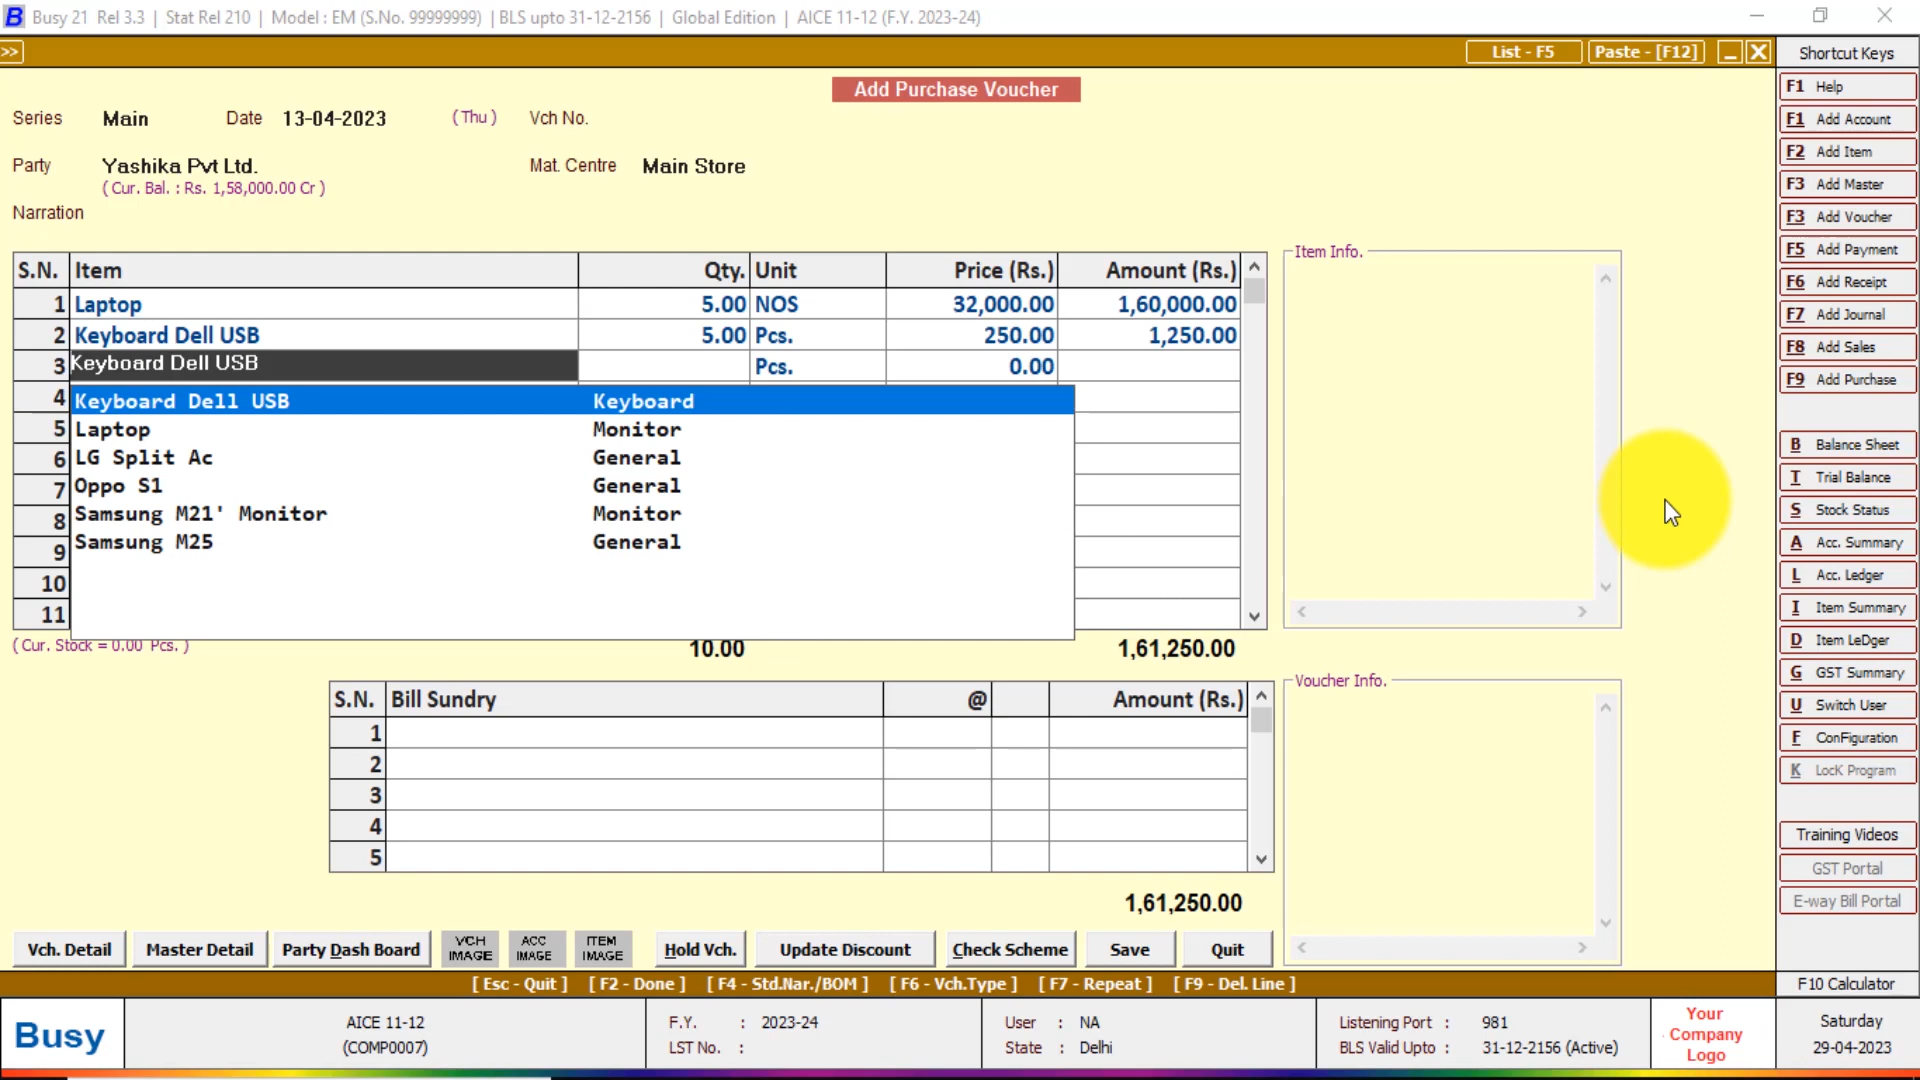 B Busy 21 Rel 3.3 | Stat Rel 210 | Model : EM (S.No. 99999999) | BLS upto 31-12-2156 | Global Edition | AICE 11-12 (F.Y. 2023-24)
>> List - F5 Paste - [F12] Shortcut Keys
Add Purchase Voucher
Series Main Date 13-04-2023 ( Thu ) Vch No.
Party Yashika Pvt Ltd. Mat. Centre Main Store
( Cur. Bal. : Rs. 1,58,000.00 Cr )
Narration
S.N. Item Qty. Unit Price (Rs.) Amount (Rs.)
1 Laptop 5.00 NOS 32,000.00 1,60,000.00
2 Keyboard Dell USB 5.00 Pcs. 250.00 1,250.00
3 Keyboard Dell USB Pcs. 0.00
4 Keyboard Dell USB Keyboard
5 Laptop Monitor
6 LG Split Ac General
7 Oppo S1 General
8 Samsung M21' Monitor Monitor
9 Samsung M25 General
10
11
( Cur. Stock = 0.00 Pcs. ) 10.00 1,61,250.00
Item Info.
S.N. Bill Sundry @ Amount (Rs.)
1
2
3
4
5
1,61,250.00
Voucher Info.
Vch. Detail Master Detail Party Dash Board VCH IMAGE ACC IMAGE ITEM IMAGE Hold Vch. Update Discount Check Scheme Save Quit
[ Esc - Quit ] [ F2 - Done ] [ F4 - Std.Nar./BOM ] [ F6 - Vch.Type ] [ F7 - Repeat ] [ F9 - Del. Line ]
F1 Help
F1 Add Account
F2 Add Item
F3 Add Master
F3 Add Voucher
F5 Add Payment
F6 Add Receipt
F7 Add Journal
F8 Add Sales
F9 Add Purchase
B Balance Sheet
T Trial Balance
S Stock Status
A Acc. Summary
L Acc. Ledger
I Item Summary
D Item LeDger
G GST Summary
U Switch User
F ConFiguration
K LocK Program
Training Videos
GST Portal
E-way Bill Portal
F10 Calculator
Busy
AICE 11-12
(COMP0007)
F.Y. : 2023-24
LST No. :
User : NA
State : Delhi
Listening Port : 981
BLS Valid Upto : 31-12-2156 (Active)
Your
Company
Logo
Saturday
29-04-2023